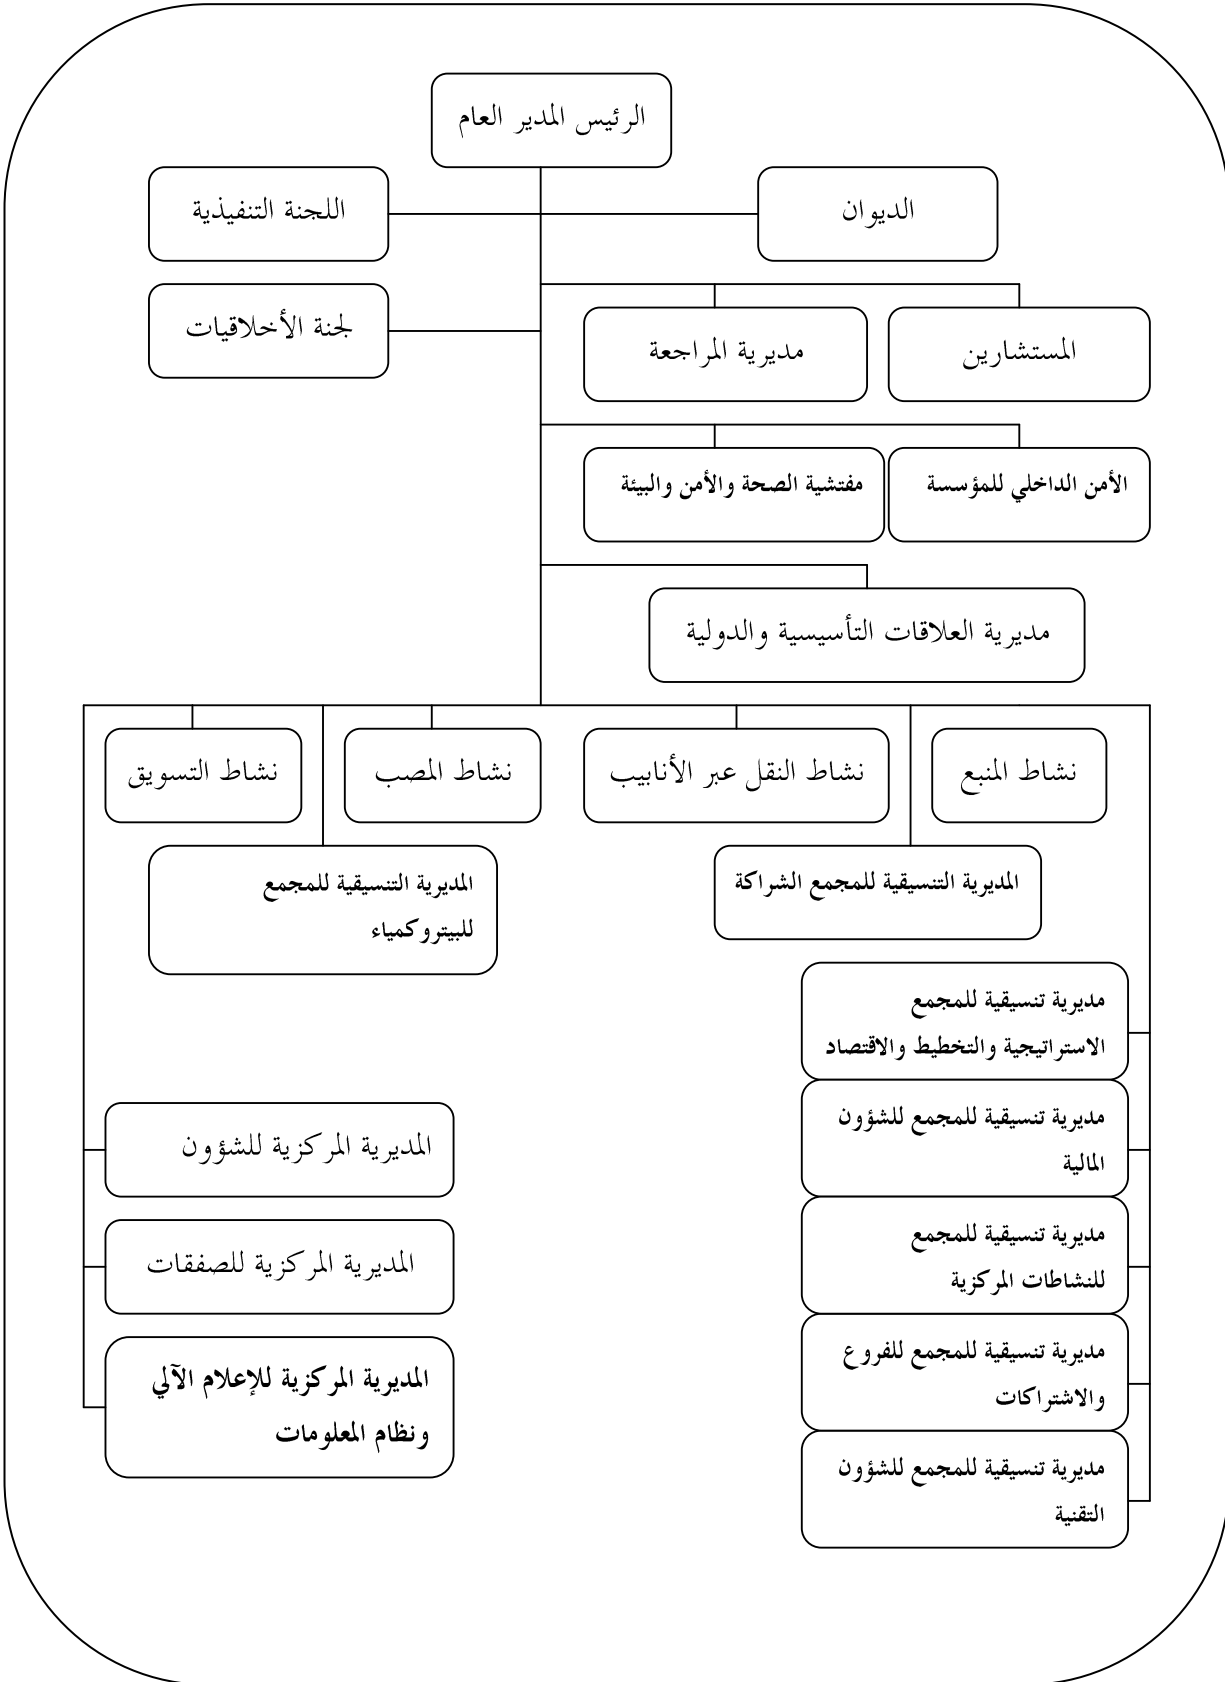 الرئيس المدير العام
الديوان
اللجنة التنفيذية
لجنة الأخلاقيات
المستشارين
مديرية المراجعة
الأمن الداخلي للمؤسسة
مفتشية الصحة والأمن والبيئة
مديرية العلاقات التأسيسية والدولية
نشاط المنبع
نشاط النقل عبر الأنابيب
نشاط المصب
نشاط التسويق
المديرية التنسيقية للمجمع الشراكة
المديرية التنسيقية للمجمع
للبيتروكمياء
مديرية تنسيقية للمجمع
الاستراتيجية والتخطيط والاقتصاد
مديرية تنسيقية للمجمع للشؤون
المالية
مديرية تنسيقية للمجمع
للنشاطات المركزية
مديرية تنسيقية للمجمع للفروع
والاشتراكات
مديرية تنسيقية للمجمع للشؤون
التقنية
المديرية المركزية للشؤون
المديرية المركزية للصفقات
المديرية المركزية للإعلام الآلي
ونظام المعلومات